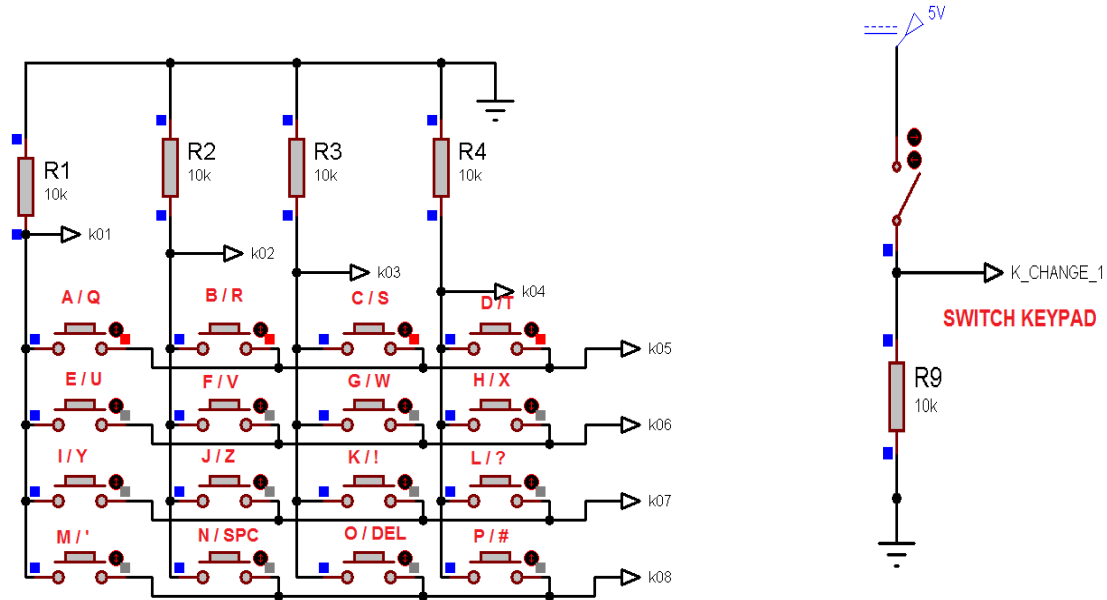 5V
R1
10k
R2
10k
R3
10k
R4
10k
k01
k02
k03
k04
K_CHANGE_1
A / Q
B / R
C / S
D / T
SWITCH KEYPAD
k05
E / U
F / V
G / W
H / X
R9
10k
k06
I / Y
J / Z
K / !
L / ?
k07
M / '
N / SPC
O / DEL
P / #
k08